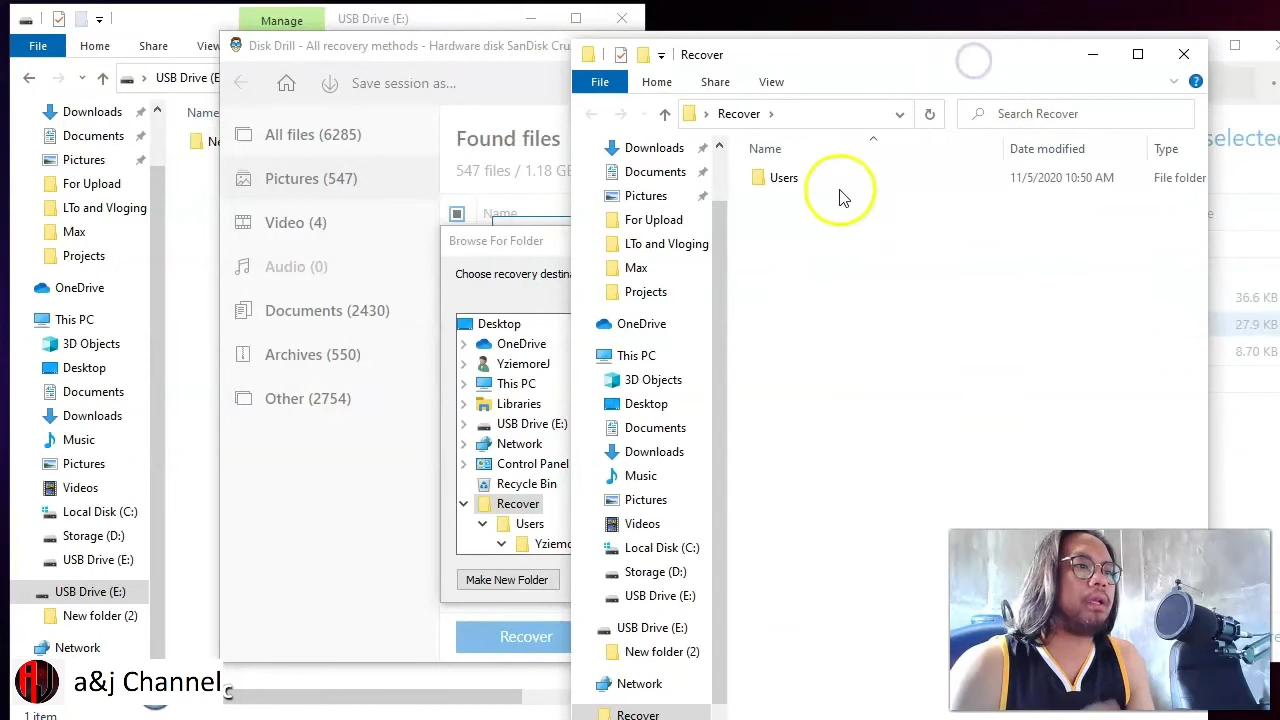 Manage
USB Drive (E:)
File
Home
Share
USB Drive (E
Name
Downloads
Documents
Pictures
For Upload
LTo and Vloging
Max
Projects
OneDrive
This PC
3D Objects
Desktop
Documents
Downloads
Music
Pictures
Videos
Local Disk (C:)
Storage (D:)
USB Drive (E:)
USB Drive (E:)
New folder (2)
Network
1 item
Disk Drill - All recovery methods - Hardware disk SanDisk Cru
Save session as...
All files (6285)
Pictures (547)
Video (4)
Audio (0)
Documents (2430)
Archives (550)
Other (2754)
Found files
547 files / 1.18 G
Name
Browse For Folder
Choose recovery destina
Desktop
OneDrive
YziemoreJ
This PC
Libraries
USB Drive (E:)
Network
Control Panel
Recycle Bin
Recover
Users
Yziemo
Make New Folder
Recover
Recover
File
Home
Share
View
Recover
Search Recover
Name
Date modified
Type
Users
11/5/2020 10:50 AM
File folder
Downloads
Documents
Pictures
For Upload
LTo and Vloging
Max
Projects
OneDrive
This PC
3D Objects
Desktop
Documents
Downloads
Music
Pictures
Videos
Local Disk (C:)
Storage (D:)
USB Drive (E:)
USB Drive (E:)
New folder (2)
Network
Recover
selected
36.6 KB
27.9 KB
8.70 KB
a&j Channel